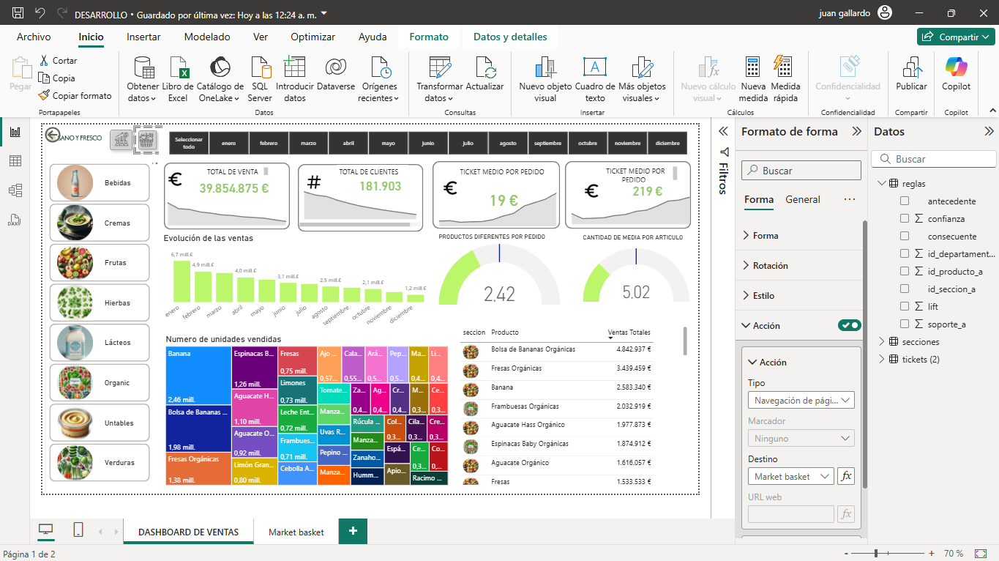 DESARROLLO • Guardado por última vez: Hoy a las 12:24 a. m.
juan gallardo
Archivo
Inicio
Insertar
Modelado
Ver
Optimizar
Ayuda
Formato
Datos y detalles
Compartir
Pegar
Cortar
Copia
Copiar formato
Portapapeles
Obtener datos
Libro de Excel
Catálogo de OneLake
SQL Server
Introducir datos
Dataverse
Orígenes recientes
Datos
Transformar datos
Actualizar
Consultas
Nuevo objeto visual
Cuadro de texto
Más objetos visuales
Insertar
Nuevo cálculo visual
Nueva medida
Medida rápida
Cálculos
Confidencialidad
Confidencialidad
Publicar
Compartir
Copilot
Copilot
ANO Y FRESCO
Seleccionar todo
enero
febrero
marzo
abril
mayo
junio
julio
agosto
septiembre
octubre
noviembre
diciembre
Bebidas
Cremas
Frutas
Hierbas
Lácteos
Organic
Untables
Verduras
€
TOTAL DE VENTA
39.854.875 €
#
TOTAL DE CLIENTES
181.903
€
TICKET MEDIO POR PEDIDO
19 €
€
TICKET MEDIO POR
PEDIDO
219 €
Evolución de las ventas
6,7 mill.€
4,9 mill.€
4,0 mill.€
3,1 mill.€
2,5 mill.€
2,1 mill.€
1,2 mill.€
enero
febrero
marzo
abril
mayo
junio
julio
agosto
septiembre
octubre
noviembre
diciembre
PRODUCTOS DIFERENTES POR PEDIDO
2,42
CANTIDAD DE MEDIA POR ARTICULO
5,02
Numero de unidades vendidas
Banana
2,46 mill.
Bolsa de Bananas ...
1,98 mill.
Fresas Orgánicas
1,38 mill.
Espinacas B...
1,26 mill.
Aguacate H...
1,10 mill.
Aguacate O...
0,92 mill.
Limón Gran...
0,80 mill.
Fresas
0,75 mill.
Limones
0,73 mill.
Leche Ent...
0,72 mill.
Frambues...
0,71 mill.
Cebolla A...
Ajo ...
0,57...
Tomate...
Manza...
Uvas R...
Pepino ...
Manza...
Cala...
0,55...
Ará...
0,5...
Pep...
0,5...
Ma...
0,4...
Li...
0,4...
Za...
0,4...
Ag...
0,4...
Cr...
0,4...
M...
0,3...
Ce...
0,3...
Rúcula ...
Manza...
Zanaho...
Humm...
Col...
0,3...
Cila...
0,3...
Cre...
0,3...
Espá...
Apio...
Ce...
0,3...
Co...
0,...
Racimo ...
seccion Producto Ventas Totales
Bolsa de Bananas Orgánicas 4.842.937 €
Fresas Orgánicas 3.439.459 €
Banana 2.583.340 €
Frambuesas Orgánicas 2.032.919 €
Aguacate Hass Orgánico 1.977.873 €
Espinacas Baby Orgánicas 1.874.912 €
Aguacate Orgánico 1.616.057 €
Fresas 1.533.533 €
Filtros
Formato de forma
Buscar
Forma
General
...
Forma
Rotación
Estilo
Acción
Acción
Tipo
Navegación de pági...
Marcador
Ninguno
Destino
Market basket
fx
URL web
fx
Datos
Buscar
reglas
antecedente
confianza
consecuente
id_departament...
id_producto_a
id_seccion_a
lift
soporte_a
secciones
tickets (2)
DAX
DASHBOARD DE VENTAS
Market basket
+
Página 1 de 2
- + 70 %